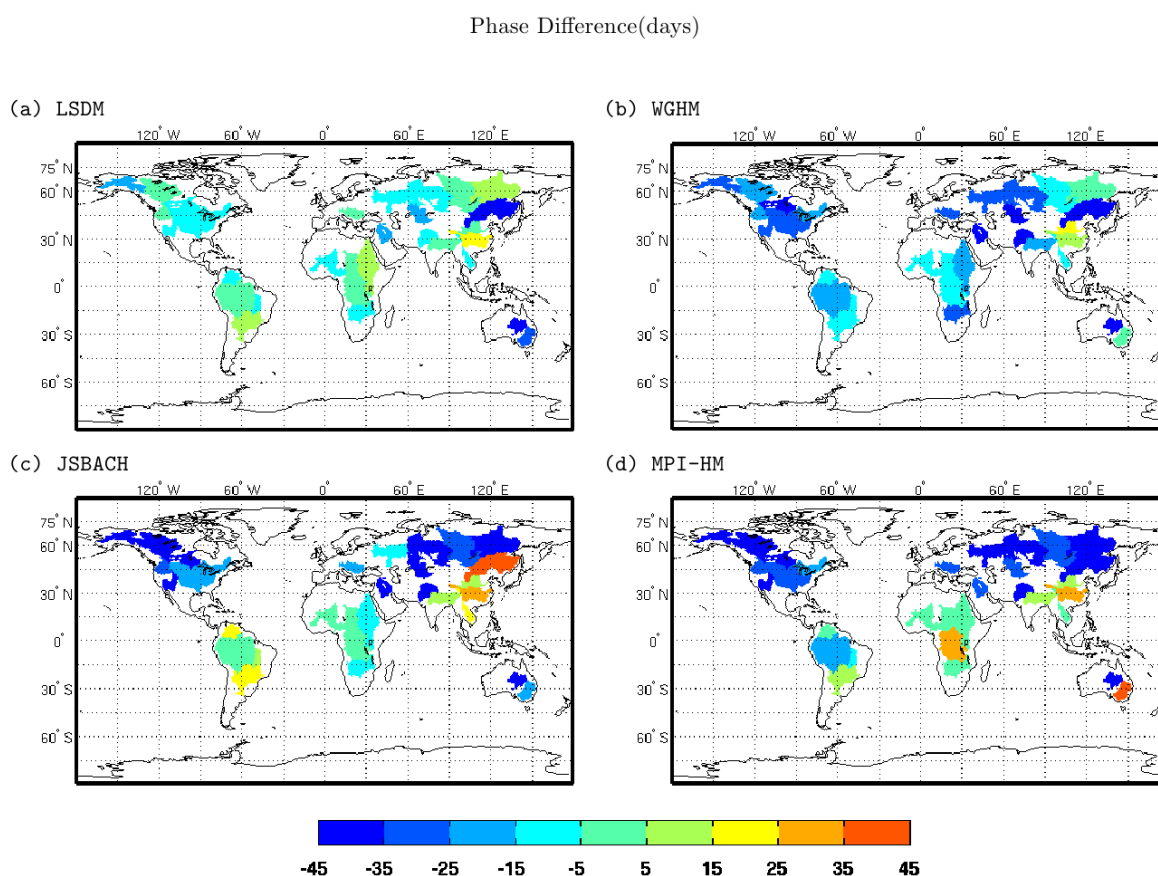 Phase Difference(days)
(a) LSDM
(b) WGHM
120° W 60° W 0° 60° E 120° E
120° W 60° W 0° 60° E 120° E
75° N
60° N
30° N
0°
30° S
60° S
75° N
60° N
30° N
0°
30° S
60° S
(c) JSBACH
(d) MPI-HM
120° W 60° W 0° 60° E 120° E
120° W 60° W 0° 60° E 120° E
75° N
60° N
30° N
0°
30° S
60° S
75° N
60° N
30° N
0°
30° S
60° S
-45 -35 -25 -15 -5 5 15 25 35 45